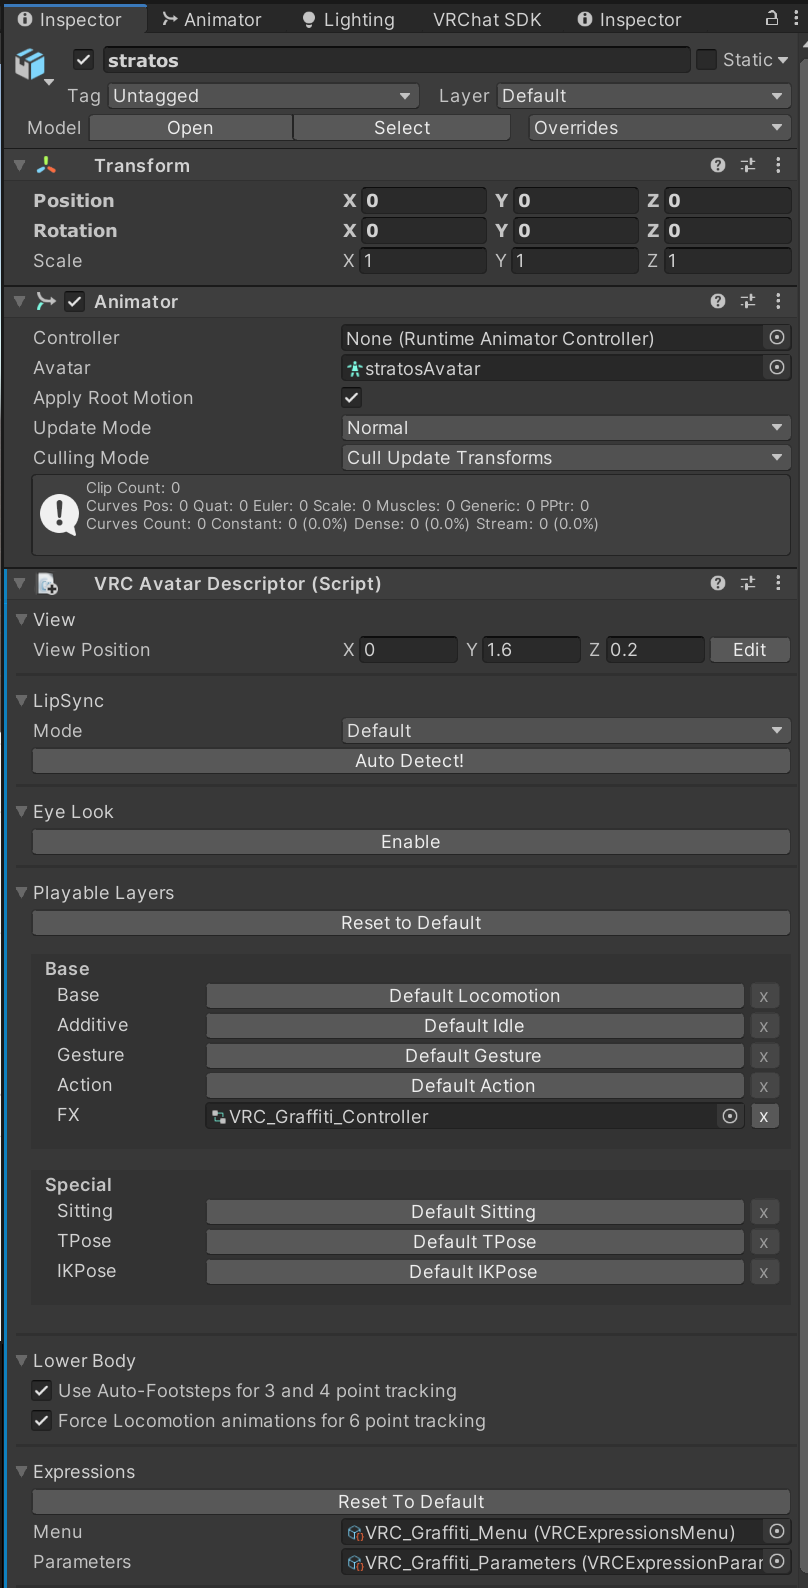 Inspector Animator Lighting VRChat SDK Inspector
stratos Static
Tag Untagged Layer Default
Model Open Select Overrides
Transform
Position X 0 Y 0 Z 0
Rotation X 0 Y 0 Z 0
Scale X 1 Y 1 Z 1
Animator
Controller None (Runtime Animator Controller)
Avatar stratosAvatar
Apply Root Motion
Update Mode Normal
Culling Mode Cull Update Transforms
Clip Count: 0
Curves Pos: 0 Quat: 0 Euler: 0 Scale: 0 Muscles: 0 Generic: 0 PPtr: 0
Curves Count: 0 Constant: 0 (0.0%) Dense: 0 (0.0%) Stream: 0 (0.0%)
VRC Avatar Descriptor (Script)
View
View Position X 0 Y 1.6 Z 0.2 Edit
LipSync
Mode Default
Auto Detect!
Eye Look
Enable
Playable Layers
Reset to Default
Base
Base Default Locomotion x
Additive Default Idle x
Gesture Default Gesture x
Action Default Action x
FX VRC_Graffiti_Controller x
Special
Sitting Default Sitting x
TPose Default TPose x
IKPose Default IKPose x
Lower Body
Use Auto-Footsteps for 3 and 4 point tracking
Force Locomotion animations for 6 point tracking
Expressions
Reset To Default
Menu VRC_Graffiti_Menu (VRCExpressionsMenu)
Parameters VRC_Graffiti_Parameters (VRCExpressionParar